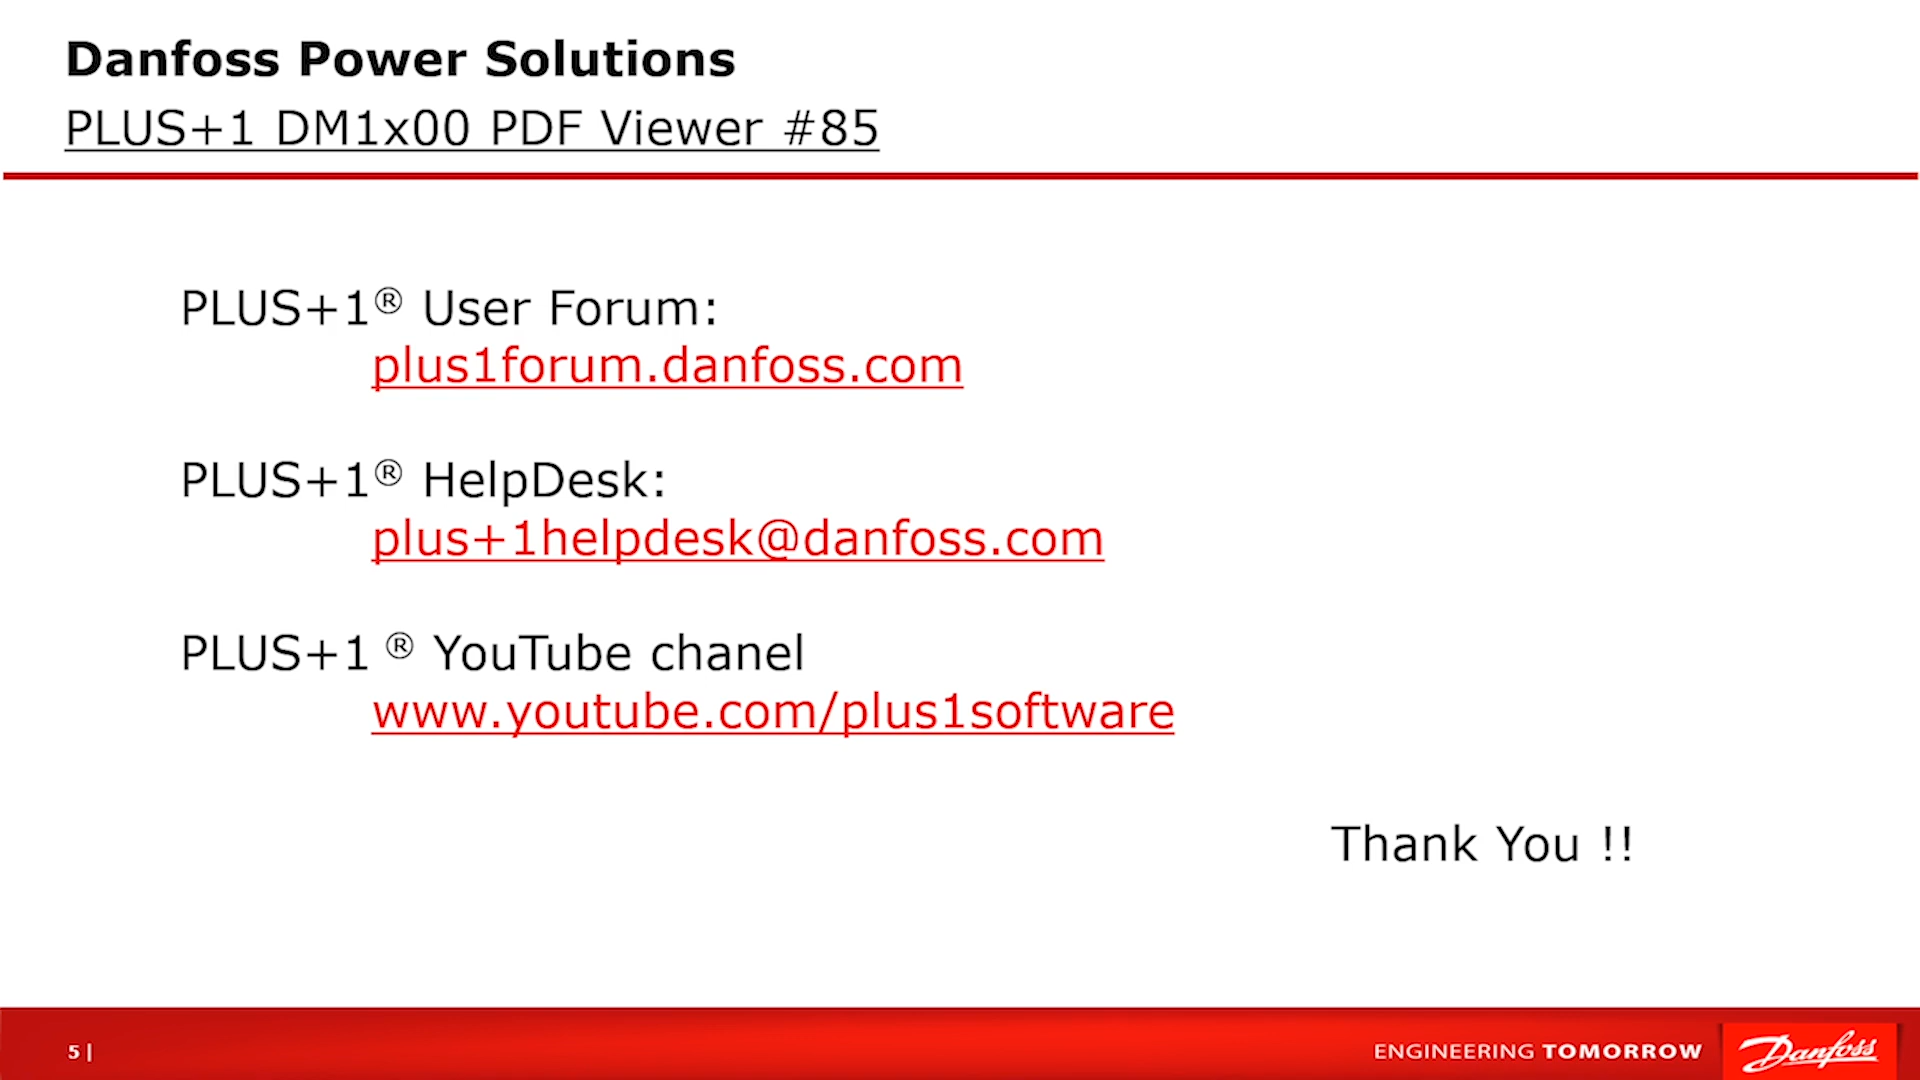 Danfoss Power Solutions
PLUS+1 DM1x00 PDF Viewer #85
PLUS+1® User Forum:
plus1forum.danfoss.com
PLUS+1® HelpDesk:
plus+1helpdesk@danfoss.com
PLUS+1 ® YouTube chanel
www.youtube.com/plus1software
Thank You !!
5 |
ENGINEERING TOMORROW
Danfoss